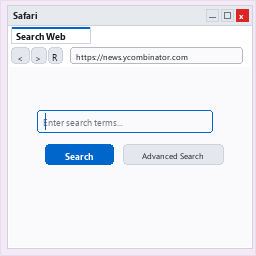 Safari
Search Web
< > R https://news.ycombinator.com
Enter search terms...
Search Advanced Search